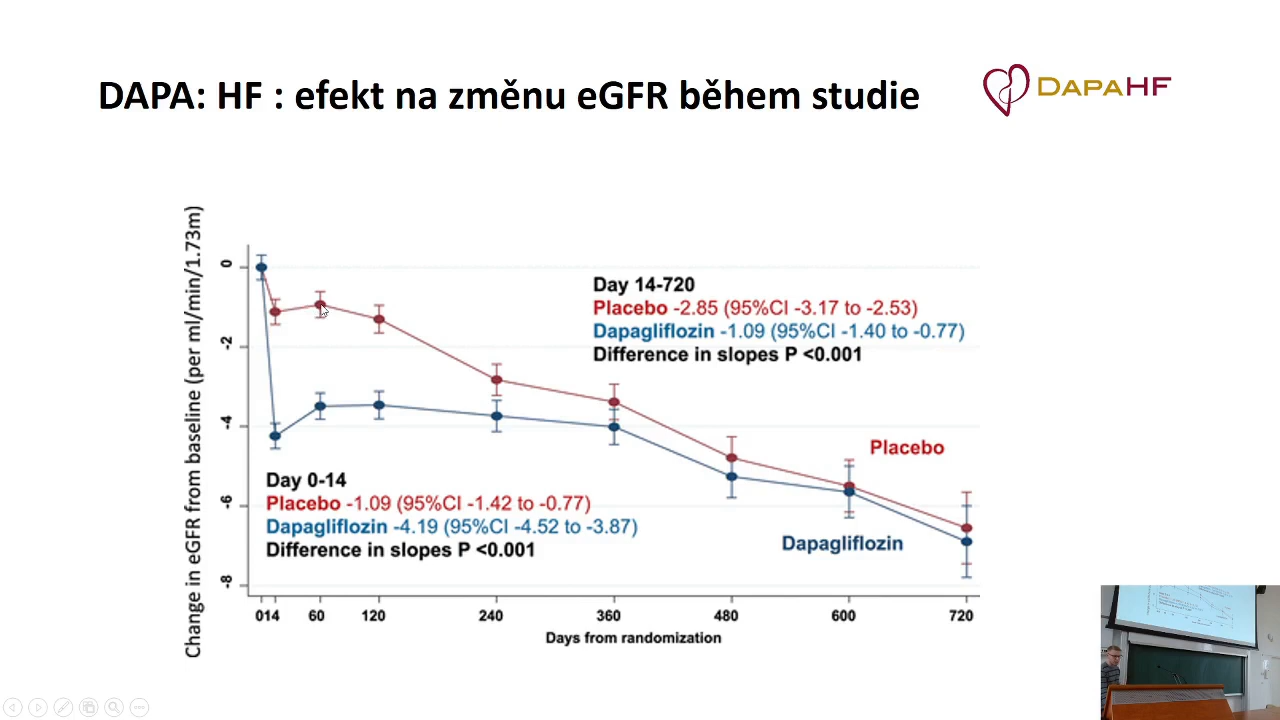 DAPA: HF : efekt na změnu eGFR během studie
DAPAHF
Change in eGFR from baseline (per ml/min/1.73m)
0
-2
-4
-6
-8
Day 14-720
Placebo -2.85 (95%CI -3.17 to -2.53)
Dapagliflozin -1.09 (95%CI -1.40 to -0.77)
Difference in slopes P <0.001
Placebo
Day 0-14
Placebo -1.09 (95%CI -1.42 to -0.77)
Dapagliflozin -4.19 (95%CI -4.52 to -3.87)
Difference in slopes P <0.001
Dapagliflozin
014 60 120 240 360 480 600 720
Days from randomization